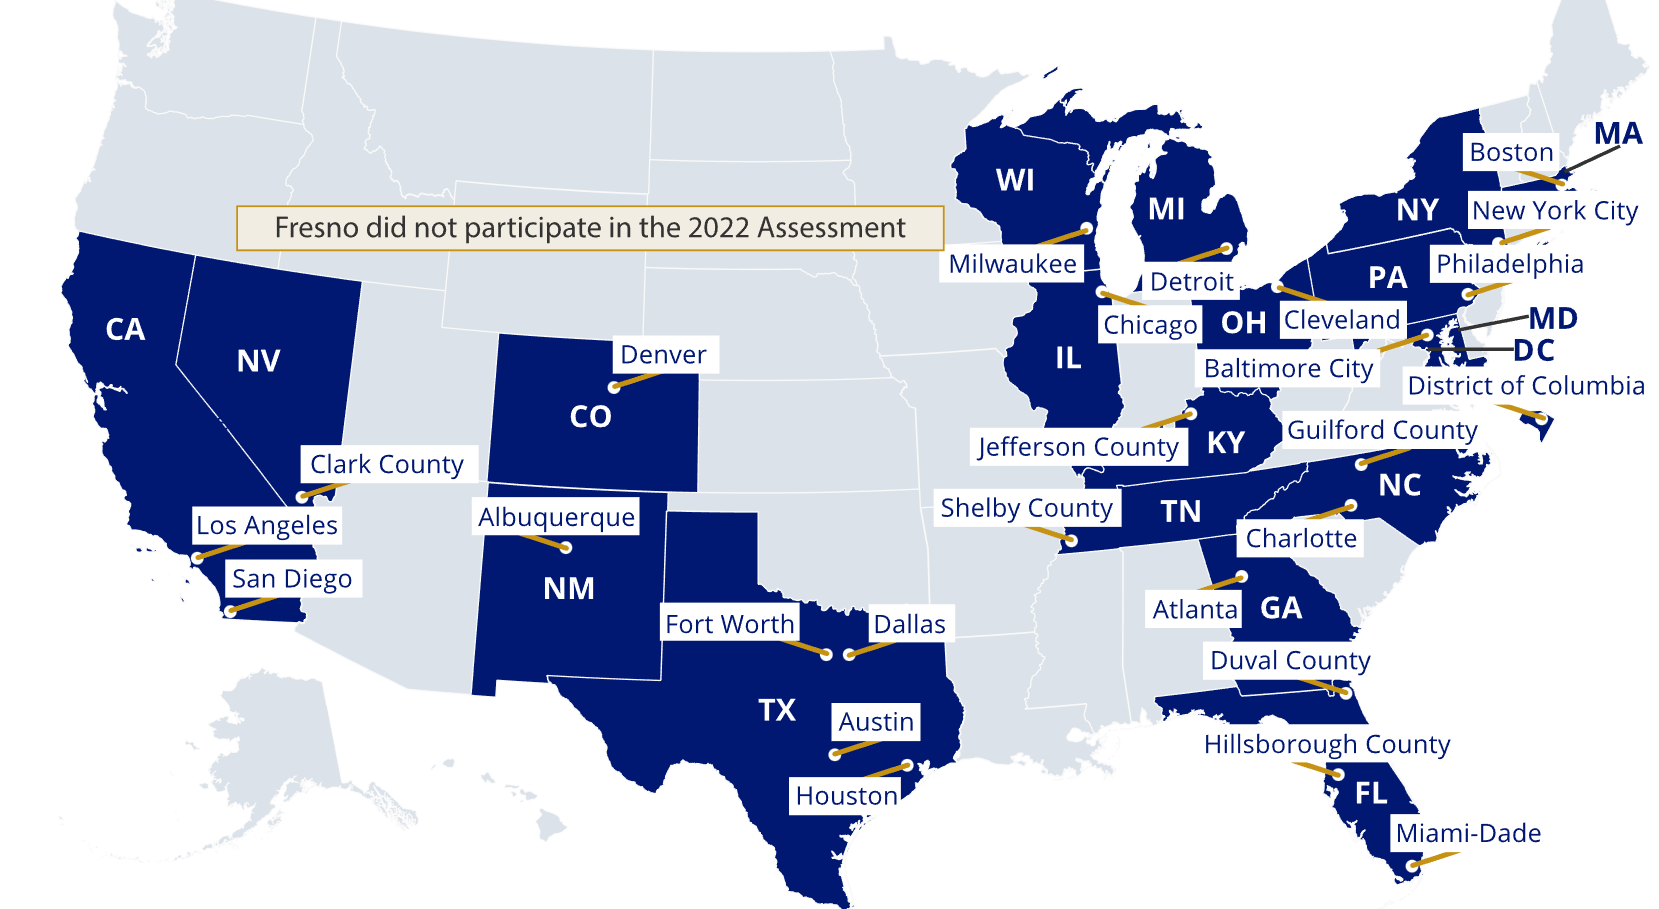 MA
Boston
WI
MI
NY
New York City
Fresno did not participate in the 2022 Assessment
Milwaukee
Detroit
PA
Philadelphia
CA
NV
Chicago
OH
Cleveland
MD
DC
Denver
IL
Baltimore City
District of Columbia
CO
Jefferson County
KY
Guilford County
Clark County
NC
Los Angeles
Albuquerque
Shelby County
TN
Charlotte
San Diego
NM
Atlanta
GA
Fort Worth
Dallas
Duval County
TX
Austin
Hillsborough County
Houston
FL
Miami-Dade